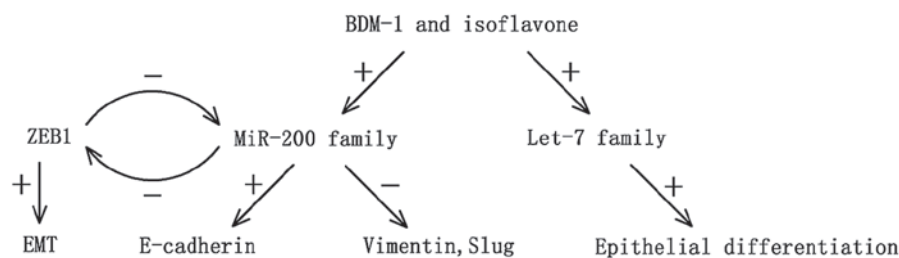 BDM-1 and isoflavone
+ +
−
ZEB1 MiR-200 family Let-7 family
+ − + − +
EMT E-cadherin Vimentin, Slug Epithelial differentiation